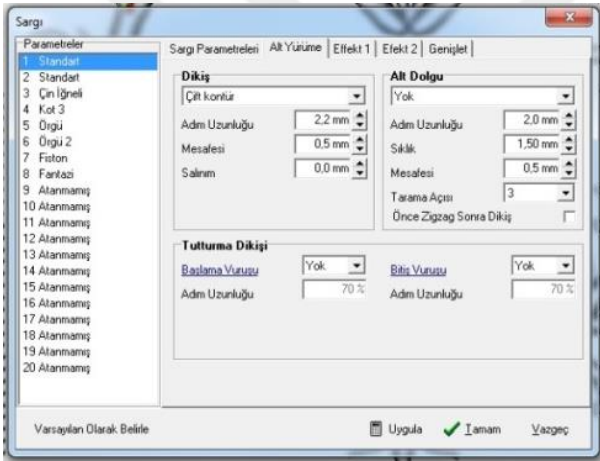 Sargı
Parametreler
1 Standart
2 Standart
3 Çin İğneli
4 Kot 3
5 Örgü
6 Örgü 2
7 Fiston
8 Fantazi
9 Atanmamış
10 Atanmamış
11 Atanmamış
12 Atanmamış
13 Atanmamış
14 Atanmamış
15 Atanmamış
16 Atanmamış
17 Atanmamış
18 Atanmamış
19 Atanmamış
20 Atanmamış
Sargı Parametreleri Alt Yürüme Effekt 1 Efekt 2 Genişlet
Dikiş
Çift kontür
Adım Uzunluğu 2,2 mm
Mesafesi 0,5 mm
Salınım 0,0 mm
Alt Dolgu
Yok
Adım Uzunluğu 2,0 mm
Sıklık 1,50 mm
Mesafesi 0,5 mm
Tarama Açısı 3
Önce Zigzag Sonra Dikiş
Tutturma Dikişi
Başlama Vuruşu Yok
Adım Uzunluğu 70 %
Bitiş Vuruşu Yok
Adım Uzunluğu 70 %
Varsayılan Olarak Belirle
Uygula Tamam Vazgeç